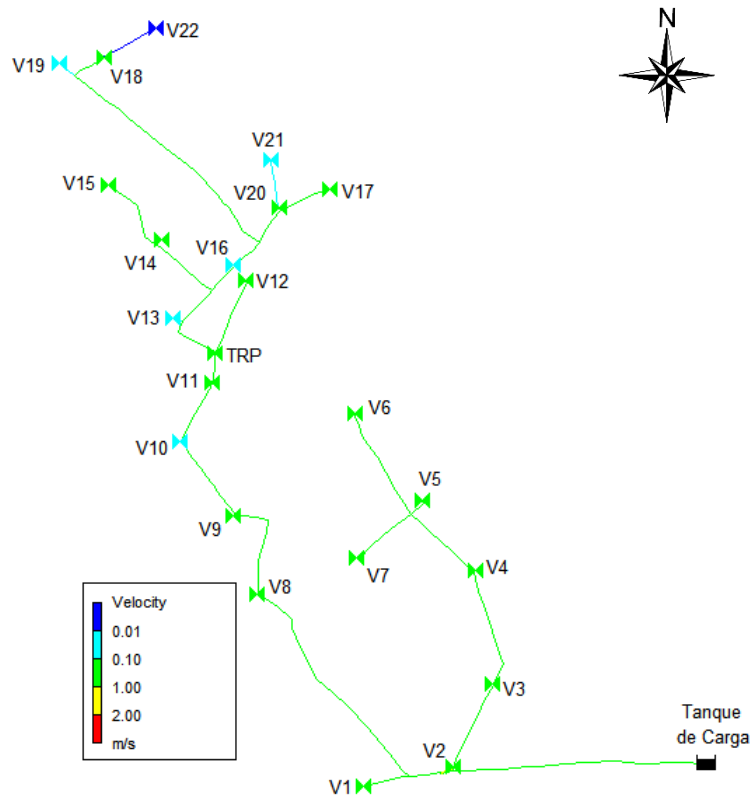 N
V22
V19
V18
V21
V15
V17
V20
V16
V14
V12
V13
TRP
V11
V6
V10
V5
V9
V7
V4
V8
Velocity
0.01
0.10
1.00
2.00
m/s
V3
Tanque
de Carga
V2
V1